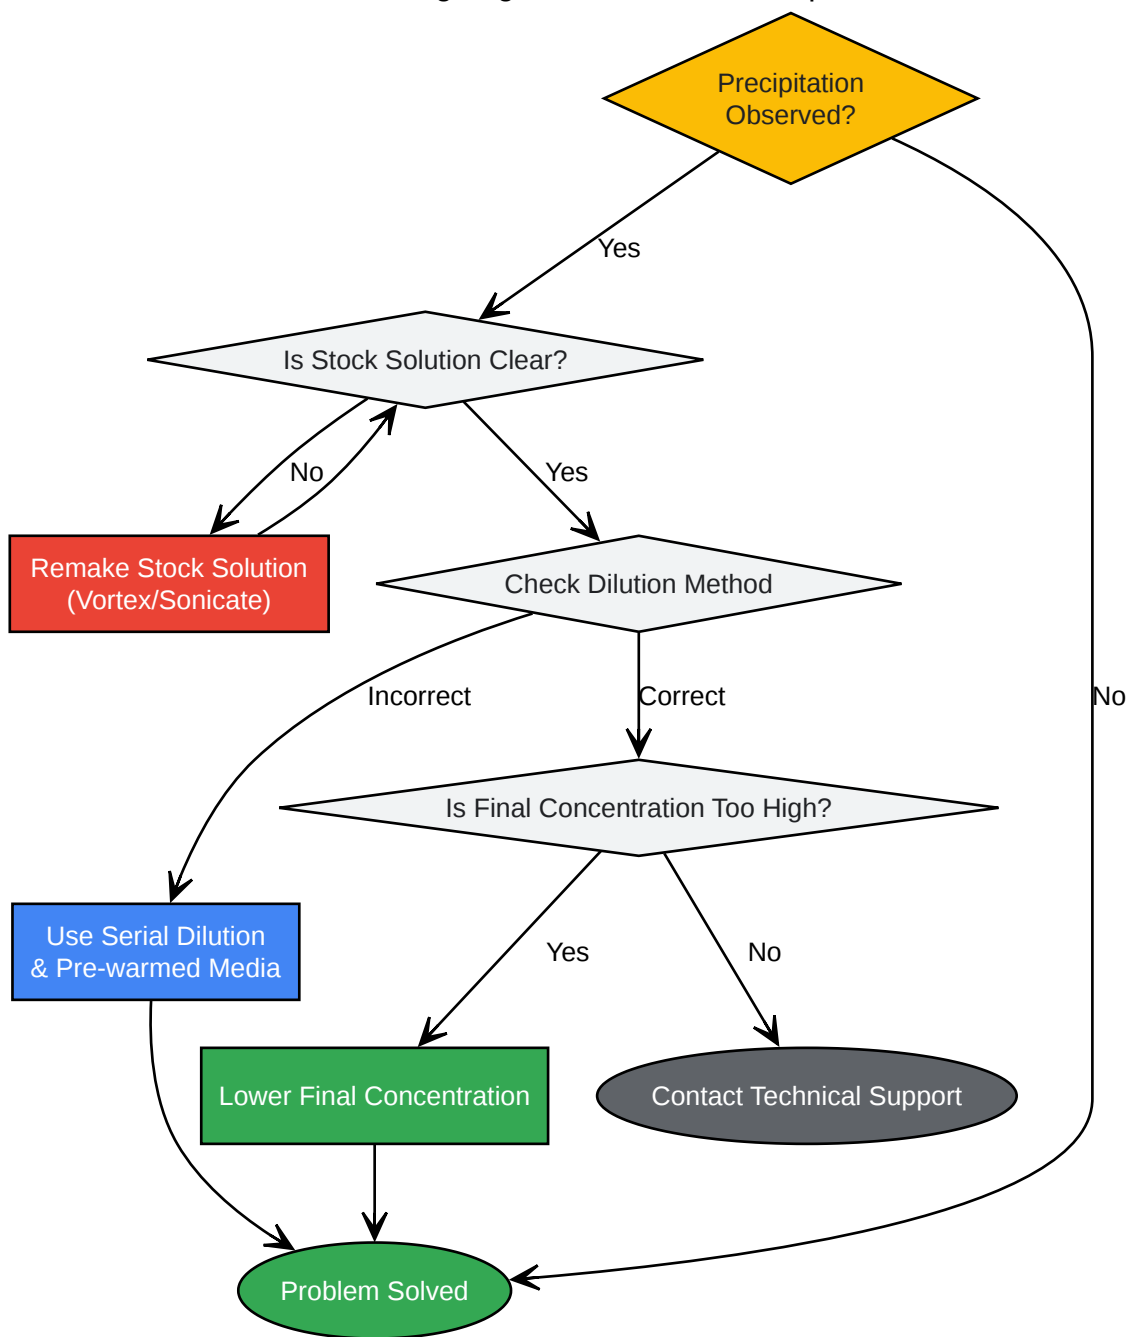 Precipitation
Observed?
Yes
Is Stock Solution Clear?
No
Yes
Remake Stock Solution
(Vortex/Sonicate)
Check Dilution Method
Incorrect
Correct
No
Is Final Concentration Too High?
Use Serial Dilution
& Pre-warmed Media
Yes
No
Lower Final Concentration
Contact Technical Support
Problem Solved